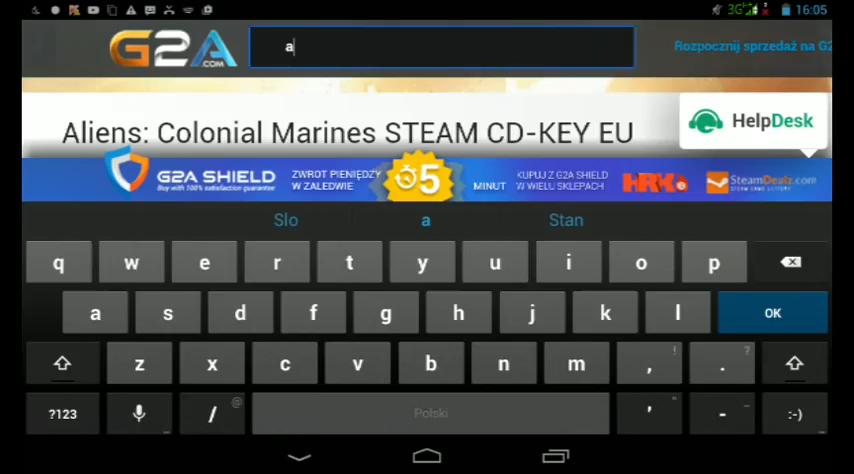 3G 16:05
G2A .COM
a
Rozpocznij sprzedaż na G2
Aliens: Colonial Marines STEAM CD-KEY EU
HelpDesk
G2A SHIELD
Buy with 100% satisfaction guarantee
ZWROT PIENIĘDZY
W ZALEDWIE
5
MINUT
KUPUJ Z G2A SHIELD
W WIELU SKLEPACH
HRK
SteamDealz.com
Slo a Stan
q w e r t y u i o p
a s d f g h j k l OK
z x c v b n m , ! . ?
?123 / @ Polski ' " - _ :-)